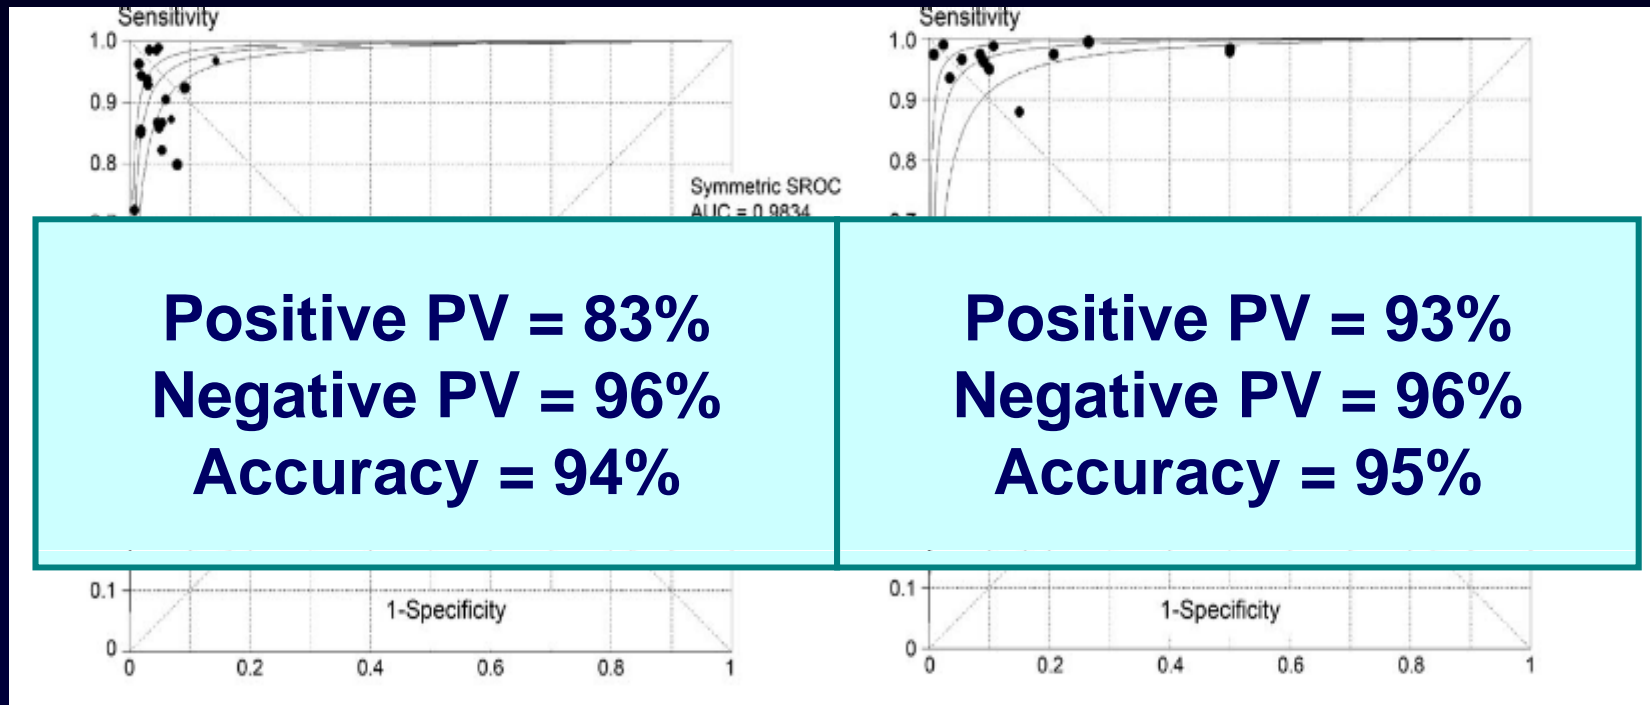 Sensitivity
1.0
0.9
0.8
Symmetric SROC
AUC = 0.9834
Positive PV = 83%
Negative PV = 96%
Accuracy = 94%
0.1
1-Specificity
0
0 0.2 0.4 0.6 0.8 1
Sensitivity
1.0
0.9
0.8
Positive PV = 93%
Negative PV = 96%
Accuracy = 95%
0.1
1-Specificity
0
0 0.2 0.4 0.6 0.8 1